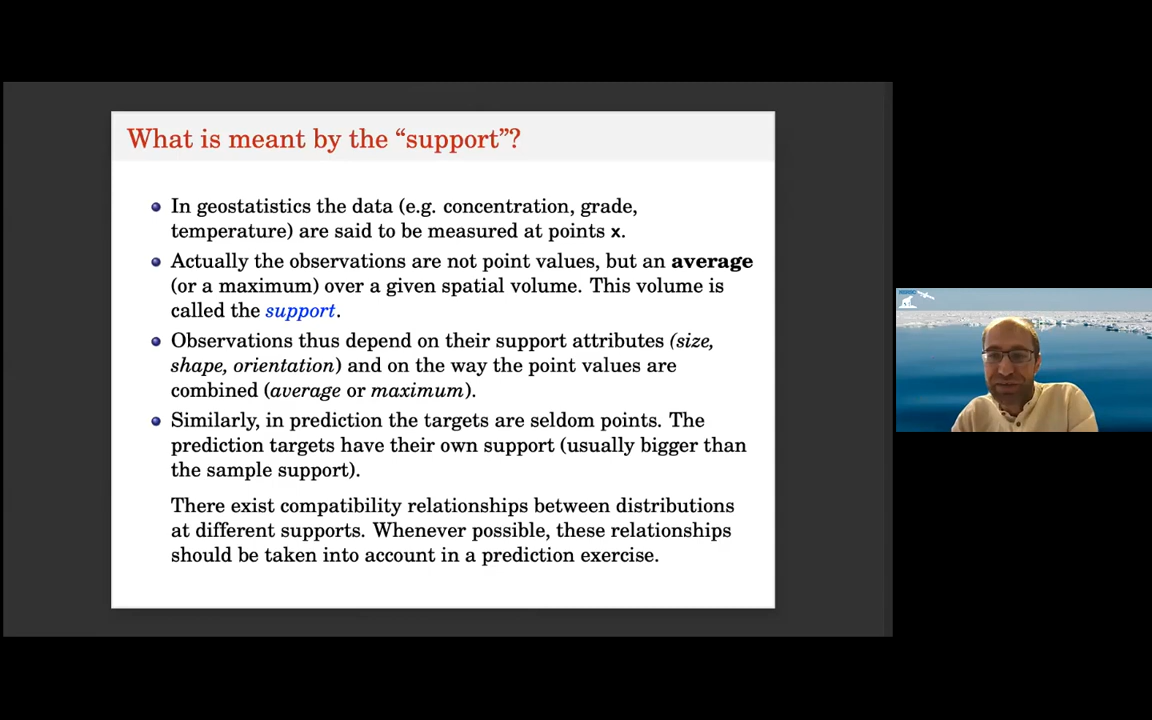 What is meant by the “support”?
In geostatistics the data (e.g. concentration, grade,
temperature) are said to be measured at points x.
Actually the observations are not point values, but an average
(or a maximum) over a given spatial volume. This volume is
called the support.
Observations thus depend on their support attributes (size,
shape, orientation) and on the way the point values are
combined (average or maximum).
Similarly, in prediction the targets are seldom points. The
prediction targets have their own support (usually bigger than
the sample support).
There exist compatibility relationships between distributions
at different supports. Whenever possible, these relationships
should be taken into account in a prediction exercise.